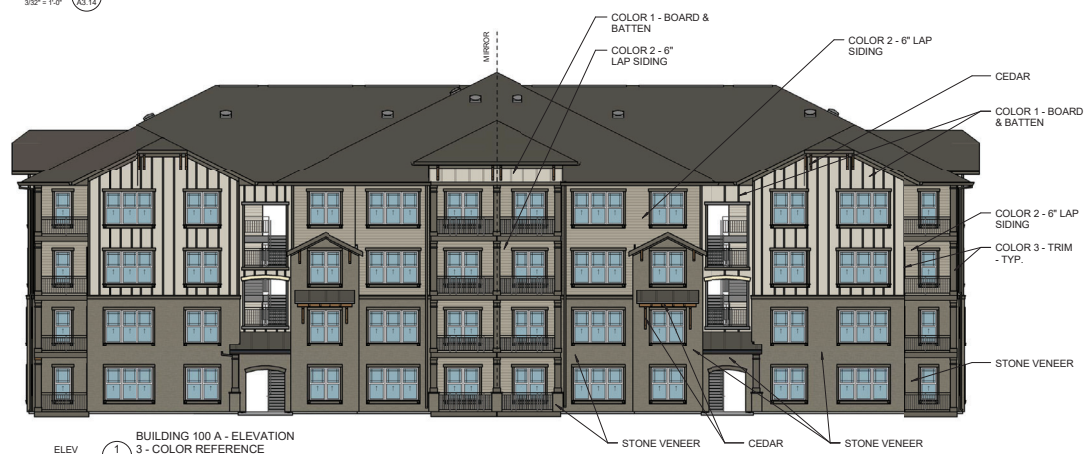 3/32" = 1'-0"
A3.14
MIRROR
COLOR 1 - BOARD &
BATTEN
COLOR 2 - 6"
LAP SIDING
COLOR 2 - 6" LAP
SIDING
CEDAR
COLOR 1 - BOARD
& BATTEN
COLOR 2 - 6" LAP
SIDING
COLOR 3 - TRIM
- TYP.
STONE VENEER
STONE VENEER
CEDAR
STONE VENEER
ELEV
1
BUILDING 100 A - ELEVATION
3 - COLOR REFERENCE